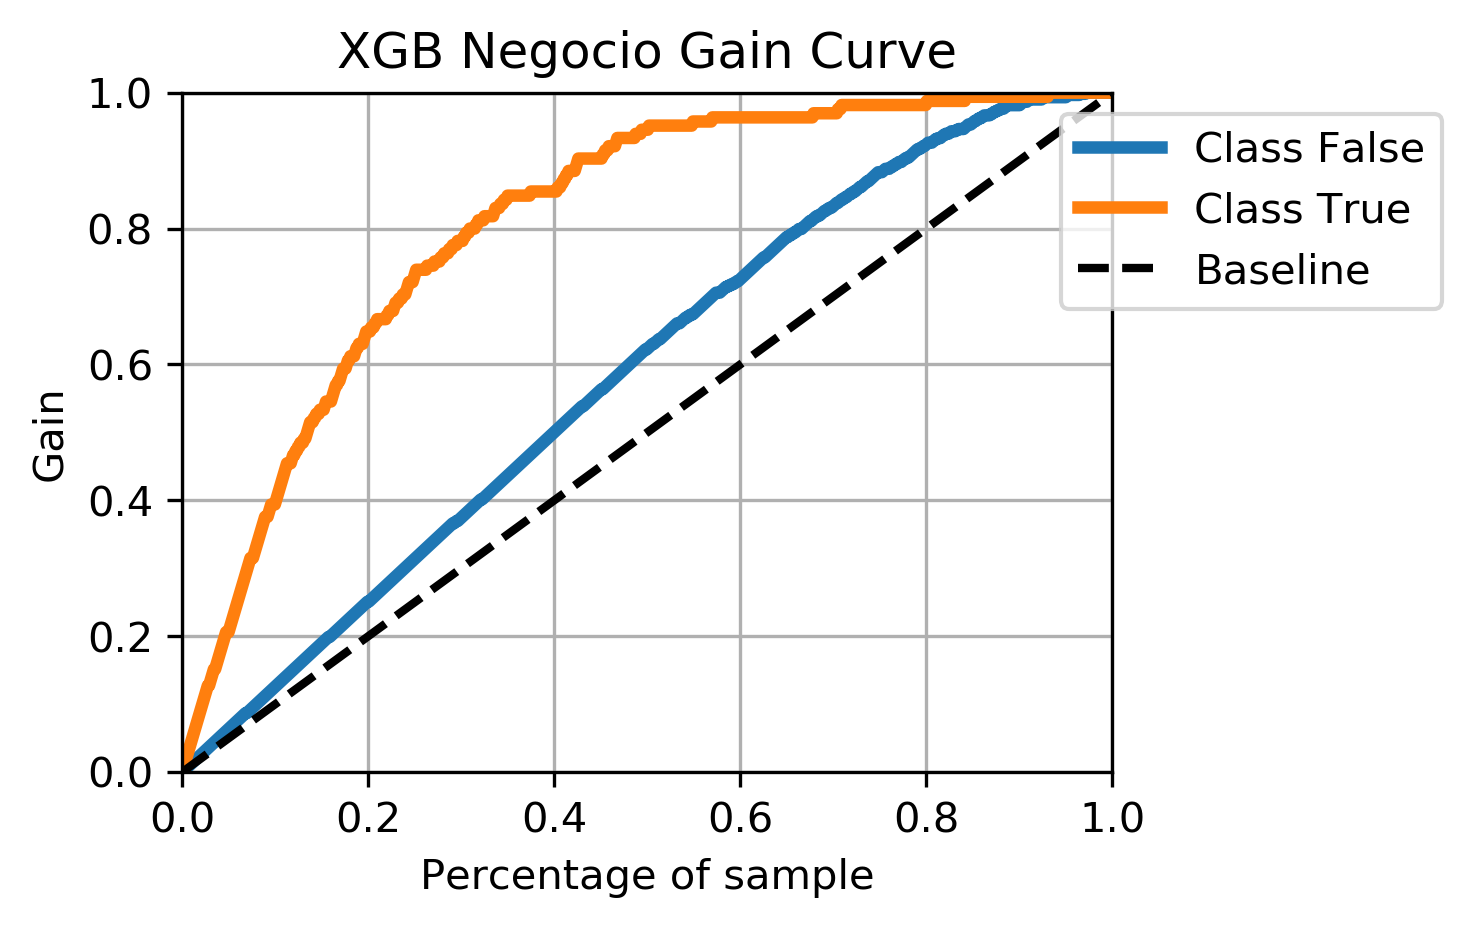 XGB Negocio Gain Curve
1.0
0.8
0.6
0.4
0.2
0.0
Gain
0.0 0.2 0.4 0.6 0.8 1.0
Percentage of sample
Class False
Class True
Baseline